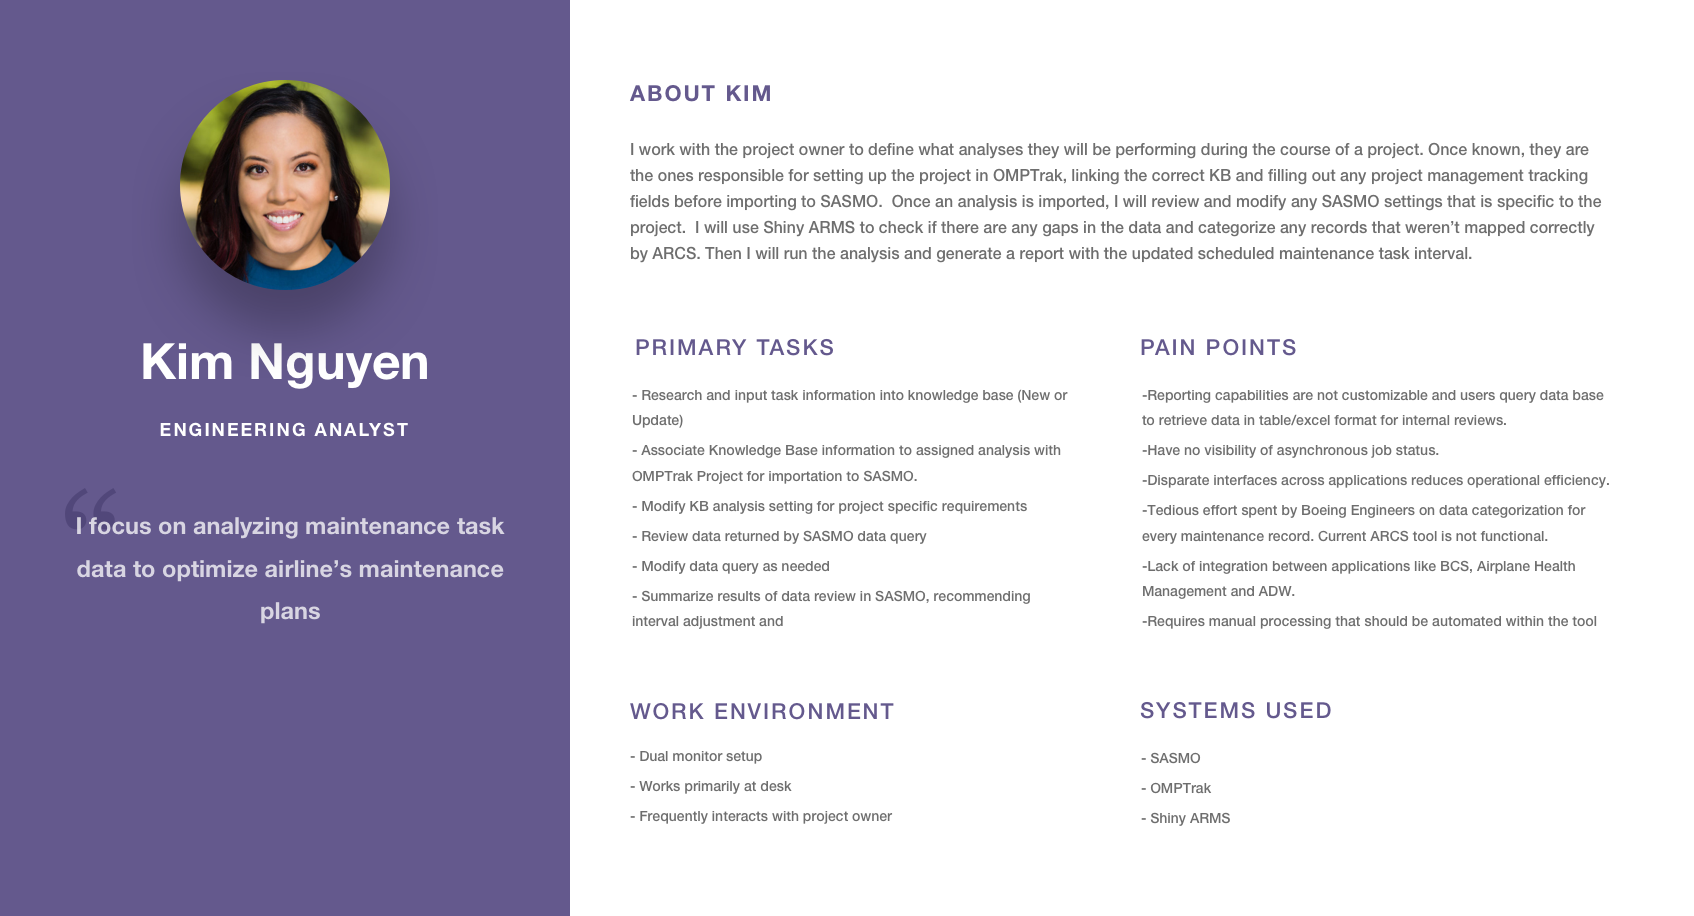 Kim Nguyen
ENGINEERING ANALYST
“
I focus on analyzing maintenance task
data to optimize airline’s maintenance
plans
ABOUT KIM
I work with the project owner to define what analyses they will be performing during the course of a project. Once known, they are
the ones responsible for setting up the project in OMPTrak, linking the correct KB and filling out any project management tracking
fields before importing to SASMO.  Once an analysis is imported, I will review and modify any SASMO settings that is specific to the
project.  I will use Shiny ARMS to check if there are any gaps in the data and categorize any records that weren’t mapped correctly
by ARCS. Then I will run the analysis and generate a report with the updated scheduled maintenance task interval.
PRIMARY TASKS
- Research and input task information into knowledge base (New or
Update)
- Associate Knowledge Base information to assigned analysis with
OMPTrak Project for importation to SASMO.
- Modify KB analysis setting for project specific requirements
- Review data returned by SASMO data query
- Modify data query as needed
- Summarize results of data review in SASMO, recommending
interval adjustment and
PAIN POINTS
-Reporting capabilities are not customizable and users query data base
to retrieve data in table/excel format for internal reviews.
-Have no visibility of asynchronous job status.
-Disparate interfaces across applications reduces operational efficiency.
-Tedious effort spent by Boeing Engineers on data categorization for
every maintenance record. Current ARCS tool is not functional.
-Lack of integration between applications like BCS, Airplane Health
Management and ADW.
-Requires manual processing that should be automated within the tool
WORK ENVIRONMENT
- Dual monitor setup
- Works primarily at desk
- Frequently interacts with project owner
SYSTEMS USED
- SASMO
- OMPTrak
- Shiny ARMS